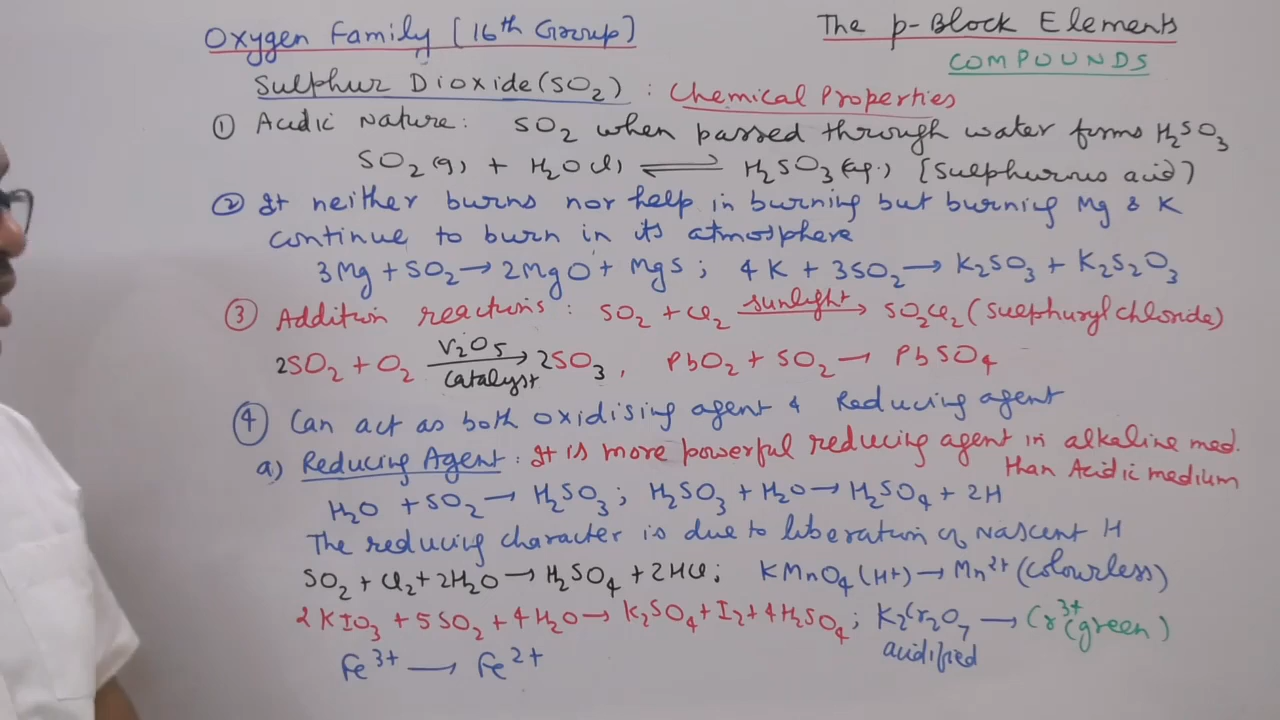 Oxygen Family [16th Group]
The p-Block Elements
COMPOUNDS
Sulphur Dioxide (SO₂) : Chemical Properties
① Acidic Nature: SO₂ when passed through water forms H₂SO₃
SO₂(g) + H₂O(l) ⇌ H₂SO₃(aq.) [Sulphurous acid]
② It neither burns nor help in burning but burning Mg & K
continue to burn in its atmosphere
3Mg + SO₂ → 2MgO + MgS ; 4K + 3SO₂ → K₂SO₃ + K₂S₂O₃
③ Addition reactions : SO₂ + Cl₂ sunlight→ SO₂Cl₂ (Sulphuryl chloride)
2SO₂ + O₂ V₂O₅ Catalyst→ 2SO₃, PbO₂ + SO₂ → PbSO₄
④ Can act as both oxidising agent & Reducing agent
a) Reducing Agent : It is more powerful reducing agent in alkaline med.
than Acidic medium
H₂O + SO₂ → H₂SO₃ ; H₂SO₃ + H₂O → H₂SO₄ + 2H
The reducing character is due to liberation of Nascent H
SO₂ + Cl₂ + 2H₂O → H₂SO₄ + 2HCl ; KMnO₄ (H+) → Mn²⁺ (Colourless)
2KIO₃ + 5SO₂ + 4H₂O → K₂SO₄ + I₂ + 4H₂SO₄ ; K₂Cr₂O₇ → Cr³⁺ (green)
acidified
Fe³⁺ → Fe²⁺